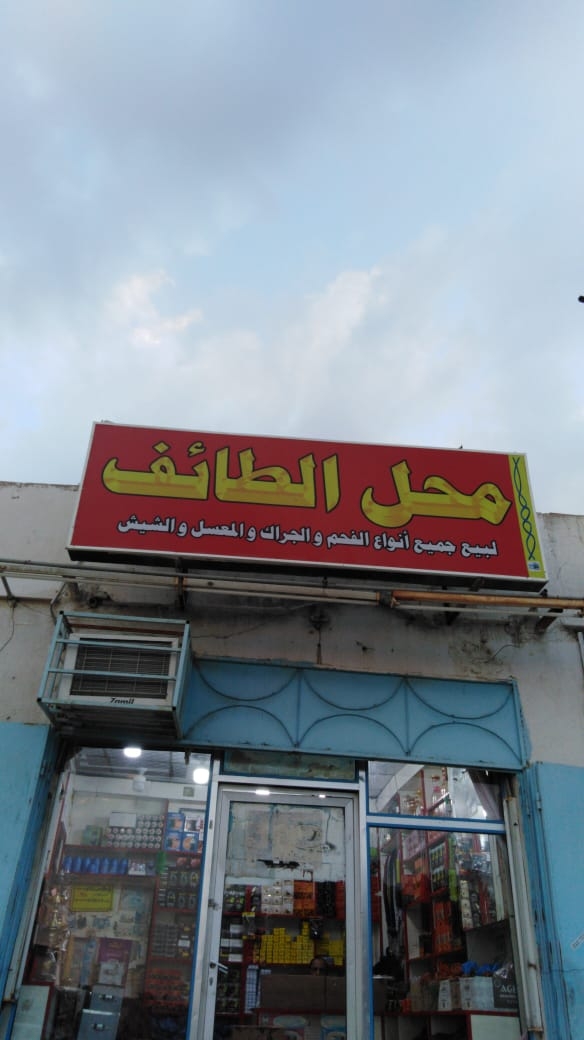 محل الطائف
لبيع جميع أنواع الفحم والجراك والمعسل والشيش